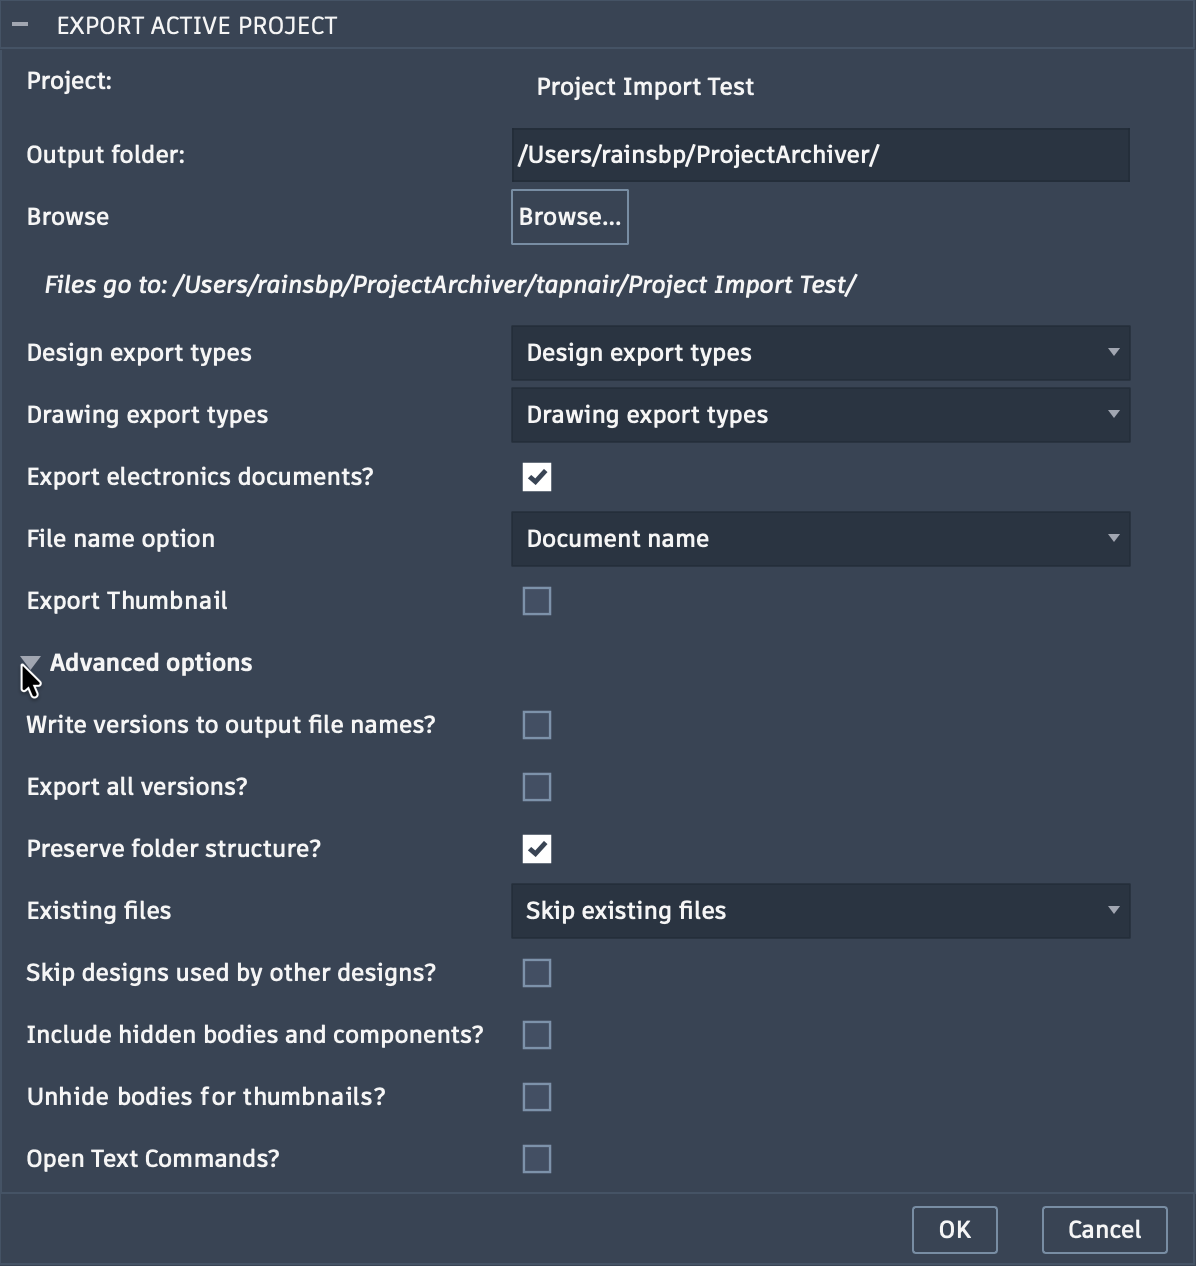 EXPORT ACTIVE PROJECT
Project: Project Import Test
Output folder: /Users/rainsbp/ProjectArchiver/
Browse Browse...
Files go to: /Users/rainsbp/ProjectArchiver/tapnair/Project Import Test/
Design export types Design export types
Drawing export types Drawing export types
Export electronics documents?
File name option Document name
Export Thumbnail
Advanced options
Write versions to output file names?
Export all versions?
Preserve folder structure?
Existing files Skip existing files
Skip designs used by other designs?
Include hidden bodies and components?
Unhide bodies for thumbnails?
Open Text Commands?
OK Cancel